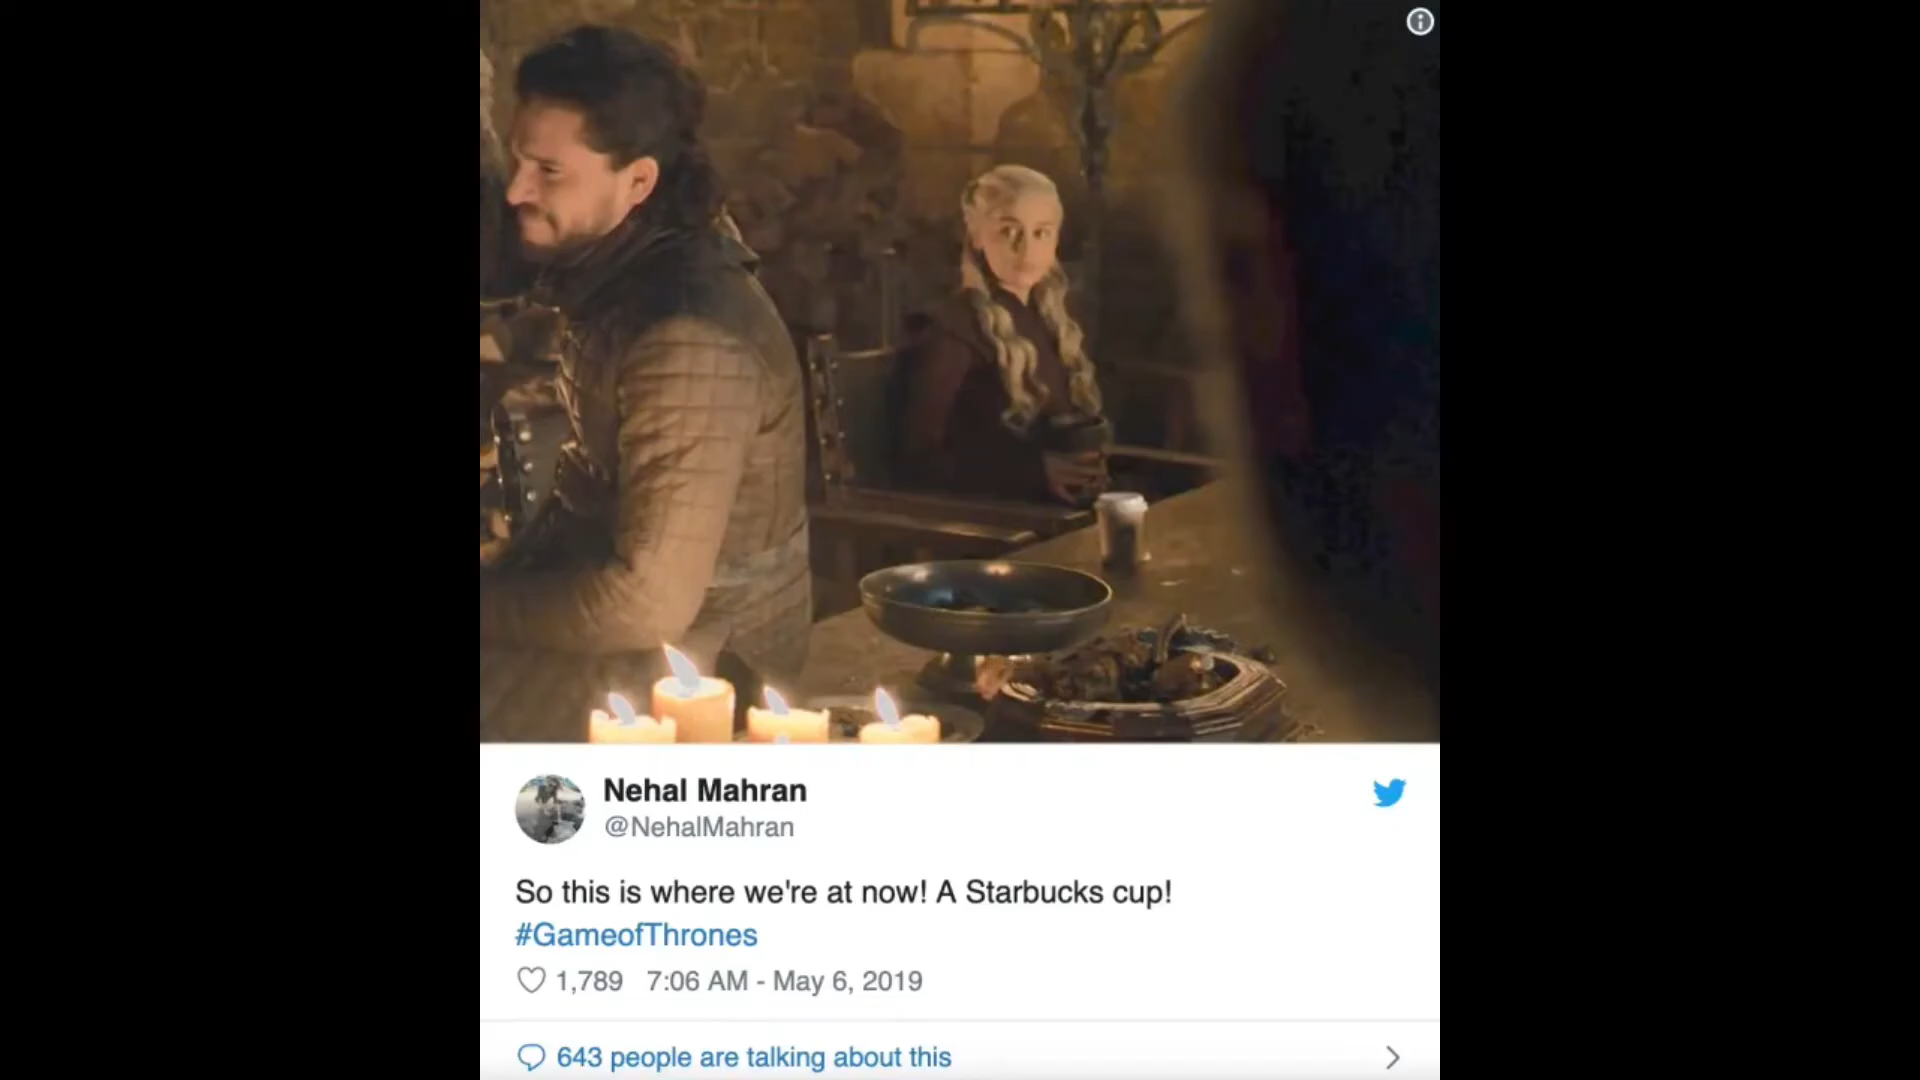 Nehal Mahran
@NehalMahran
So this is where we're at now! A Starbucks cup!
#GameofThrones
1,789 7:06 AM - May 6, 2019
643 people are talking about this